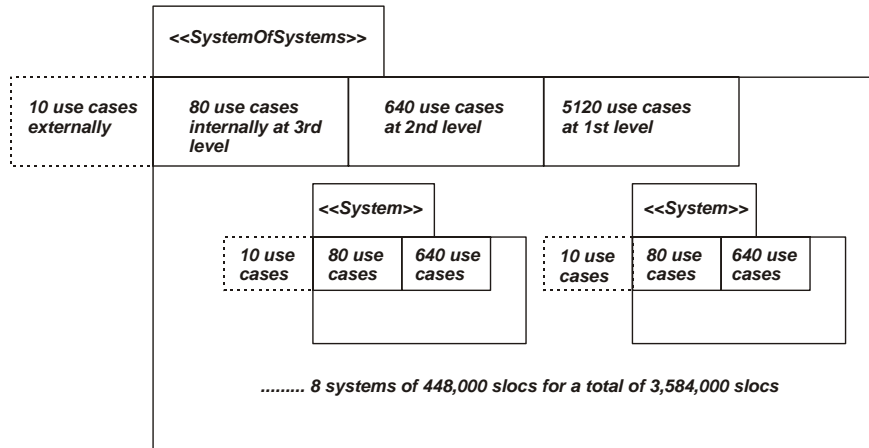 <<SystemOfSystems>>
10 use cases
externally
80 use cases
internally at 3rd
level
640 use cases
at 2nd level
5120 use cases
at 1st level
<<System>>
10 use
cases
80 use
cases
640 use
cases
<<System>>
10 use
cases
80 use
cases
640 use
cases
......... 8 systems of 448,000 slocs for a total of 3,584,000 slocs